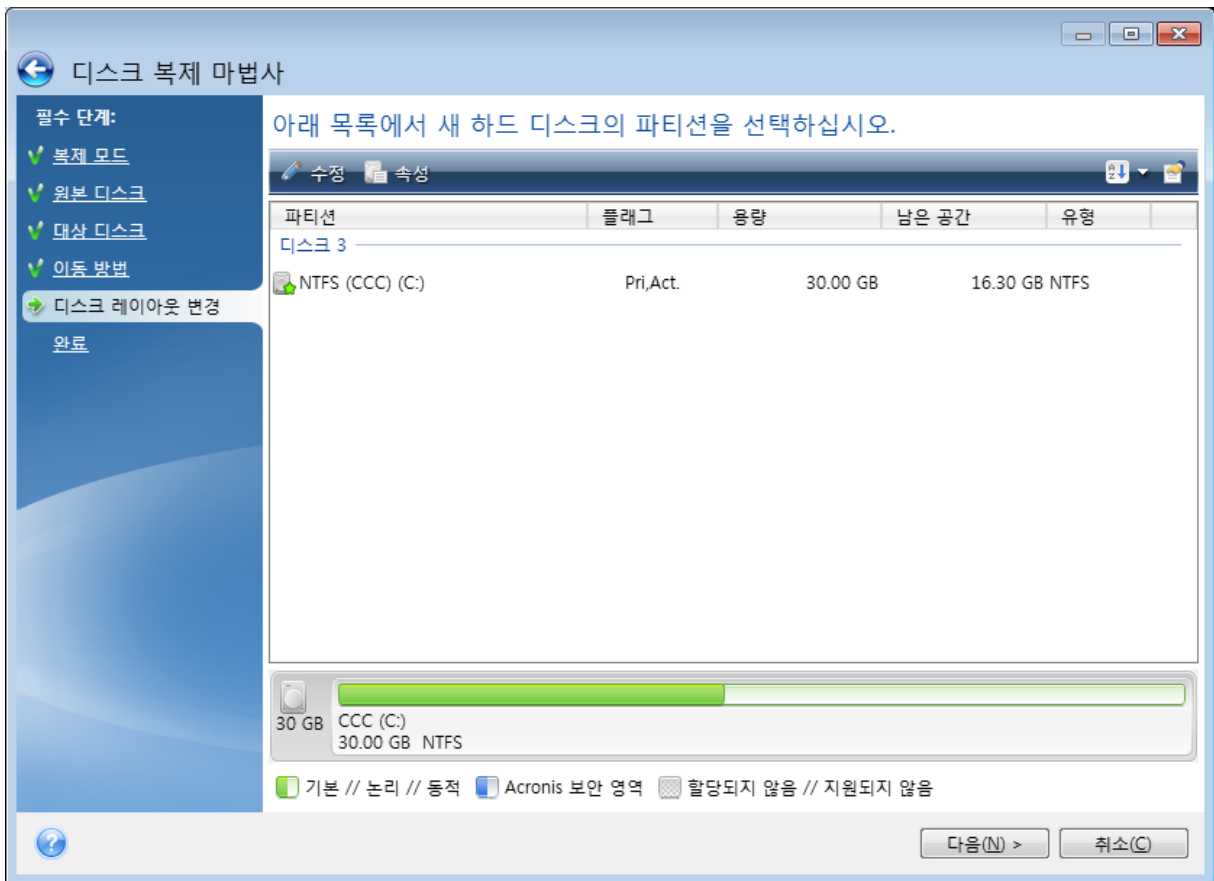 디스크 복제 마법사
필수 단계:
복제 모드
원본 디스크
대상 디스크
이동 방법
디스크 레이아웃 변경
완료
아래 목록에서 새 하드 디스크의 파티션을 선택하십시오.
수정 속성
파티션 플래그 용량 남은 공간 유형
디스크 3
NTFS (CCC) (C:) Pri,Act. 30.00 GB 16.30 GB NTFS
30 GB
CCC (C:)
30.00 GB NTFS
기본 // 논리 // 동적 Acronis 보안 영역 할당되지 않음 // 지원되지 않음
다음(N) > 취소(C)